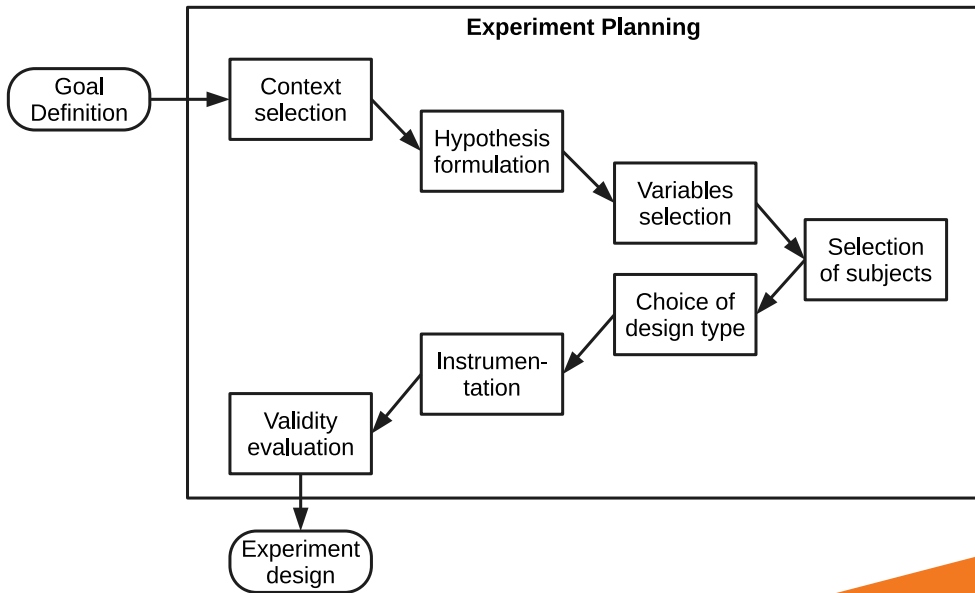 Experiment Planning
Goal
Definition
Context
selection
Hypothesis
formulation
Variables
selection
Selection
of subjects
Choice of
design type
Instrumen-
tation
Validity
evaluation
Experiment
design